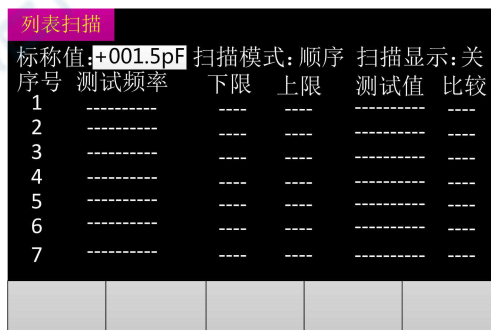 列表扫描
标称值:+001.5pF 扫描模式:顺序 扫描显示:关
序号 测试频率 下限 上限 测试值 比较
1 ---------- ---- ---- ---------- ----
2 ---------- ---- ---- ---------- ----
3 ---------- ---- ---- ---------- ----
4 ---------- ---- ---- ---------- ----
5 ---------- ---- ---- ---------- ----
6 ---------- ---- ---- ---------- ----
7 ---------- ---- ---- ---------- ----